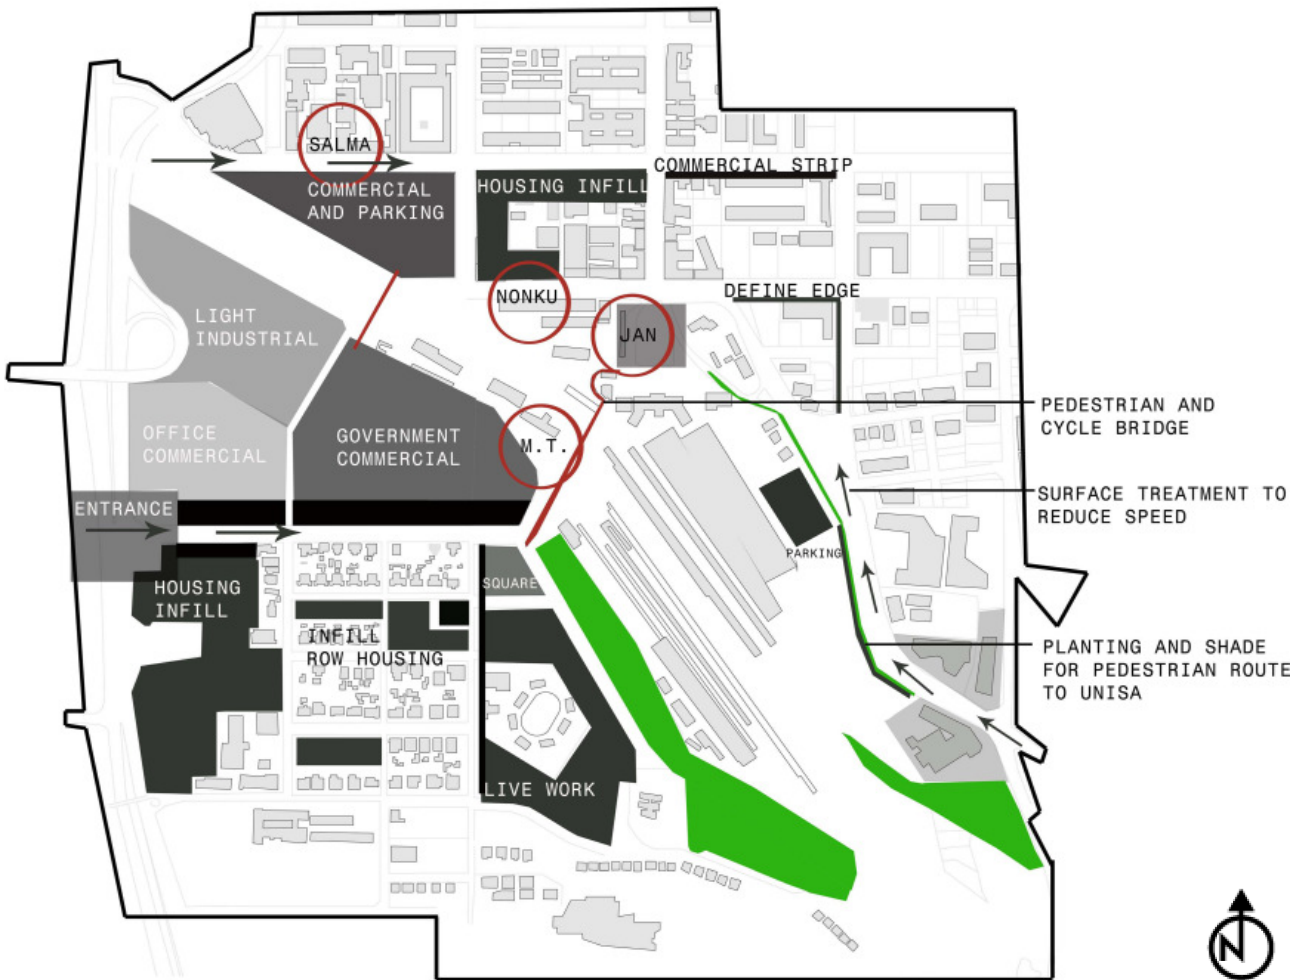 SALMA
COMMERCIAL
AND PARKING
HOUSING INFILL
COMMERCIAL STRIP
NONKU
DEFINE EDGE
LIGHT
INDUSTRIAL
JAN
PEDESTRIAN AND
CYCLE BRIDGE
OFFICE
COMMERCIAL
GOVERNMENT
COMMERCIAL
M.T.
SURFACE TREATMENT TO
REDUCE SPEED
ENTRANCE
PARKING
HOUSING
INFILL
SQUARE
INFILL
ROW HOUSING
PLANTING AND SHADE
FOR PEDESTRIAN ROUTE
TO UNISA
LIVE WORK
N